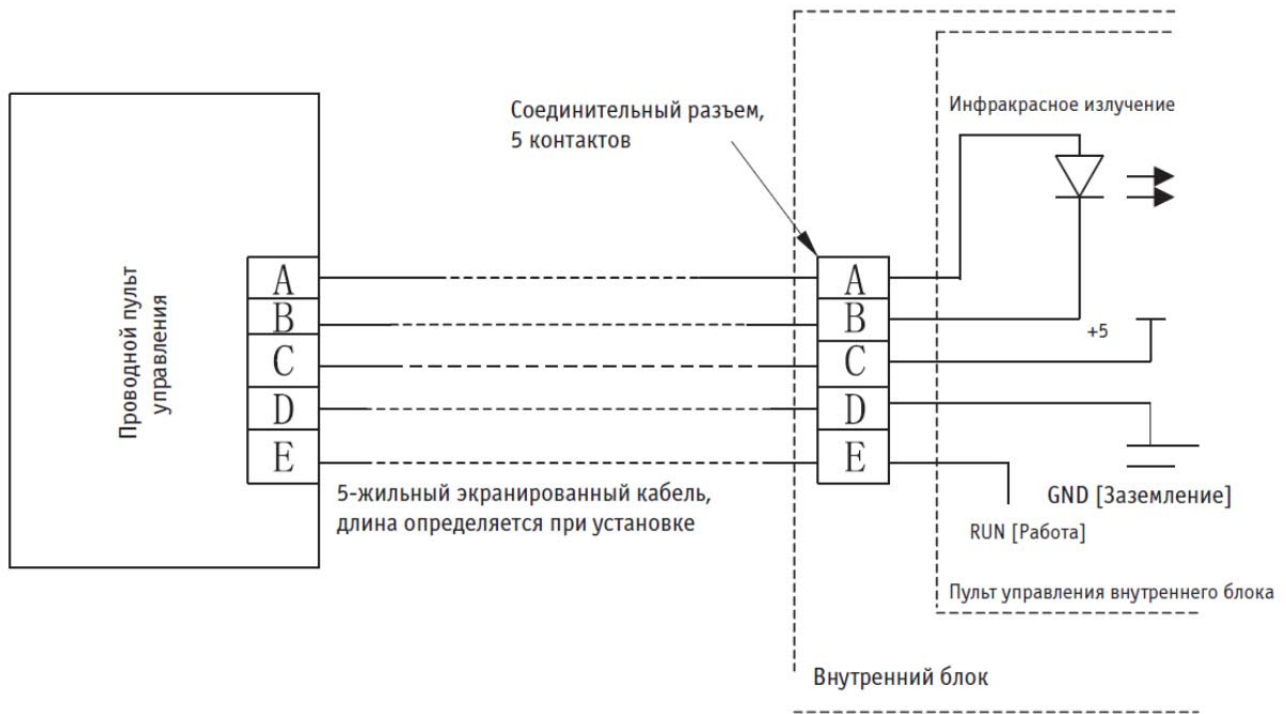 Соединительный разъем,
5 контактов
Инфракрасное излучение
Проводной пульт
управления
A
B
C
D
E
A
B
C
D
E
+5
5-жильный экранированный кабель,
длина определяется при установке
GND [Заземление]
RUN [Работа]
Пульт управления внутреннего блока
Внутренний блок